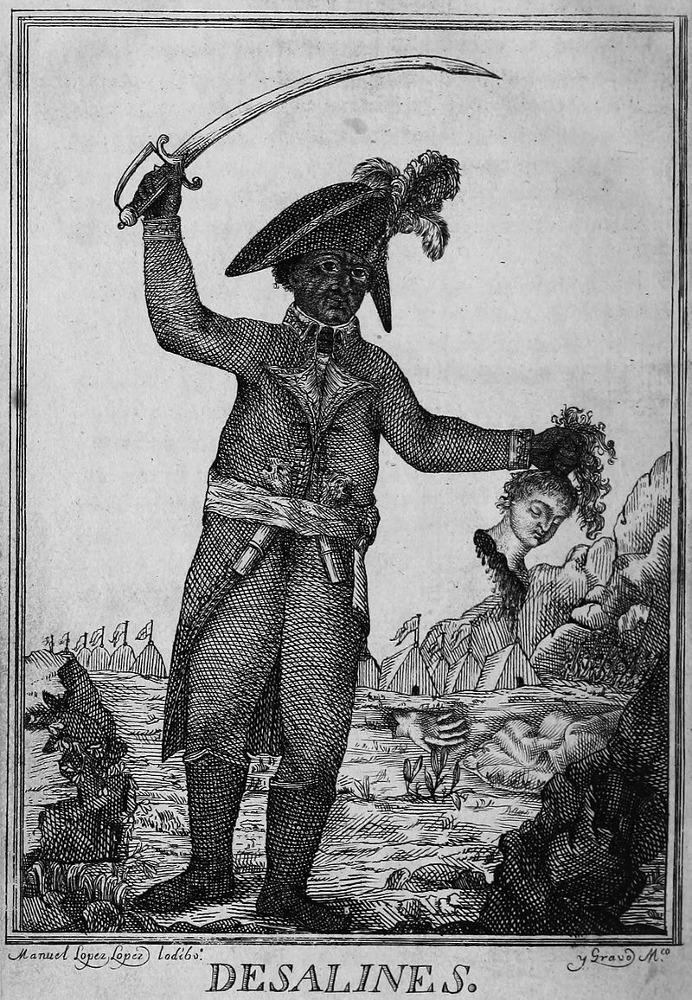 Manuel Lopez Lopez lo dibo.
y Gravo Mco
DESALINES.